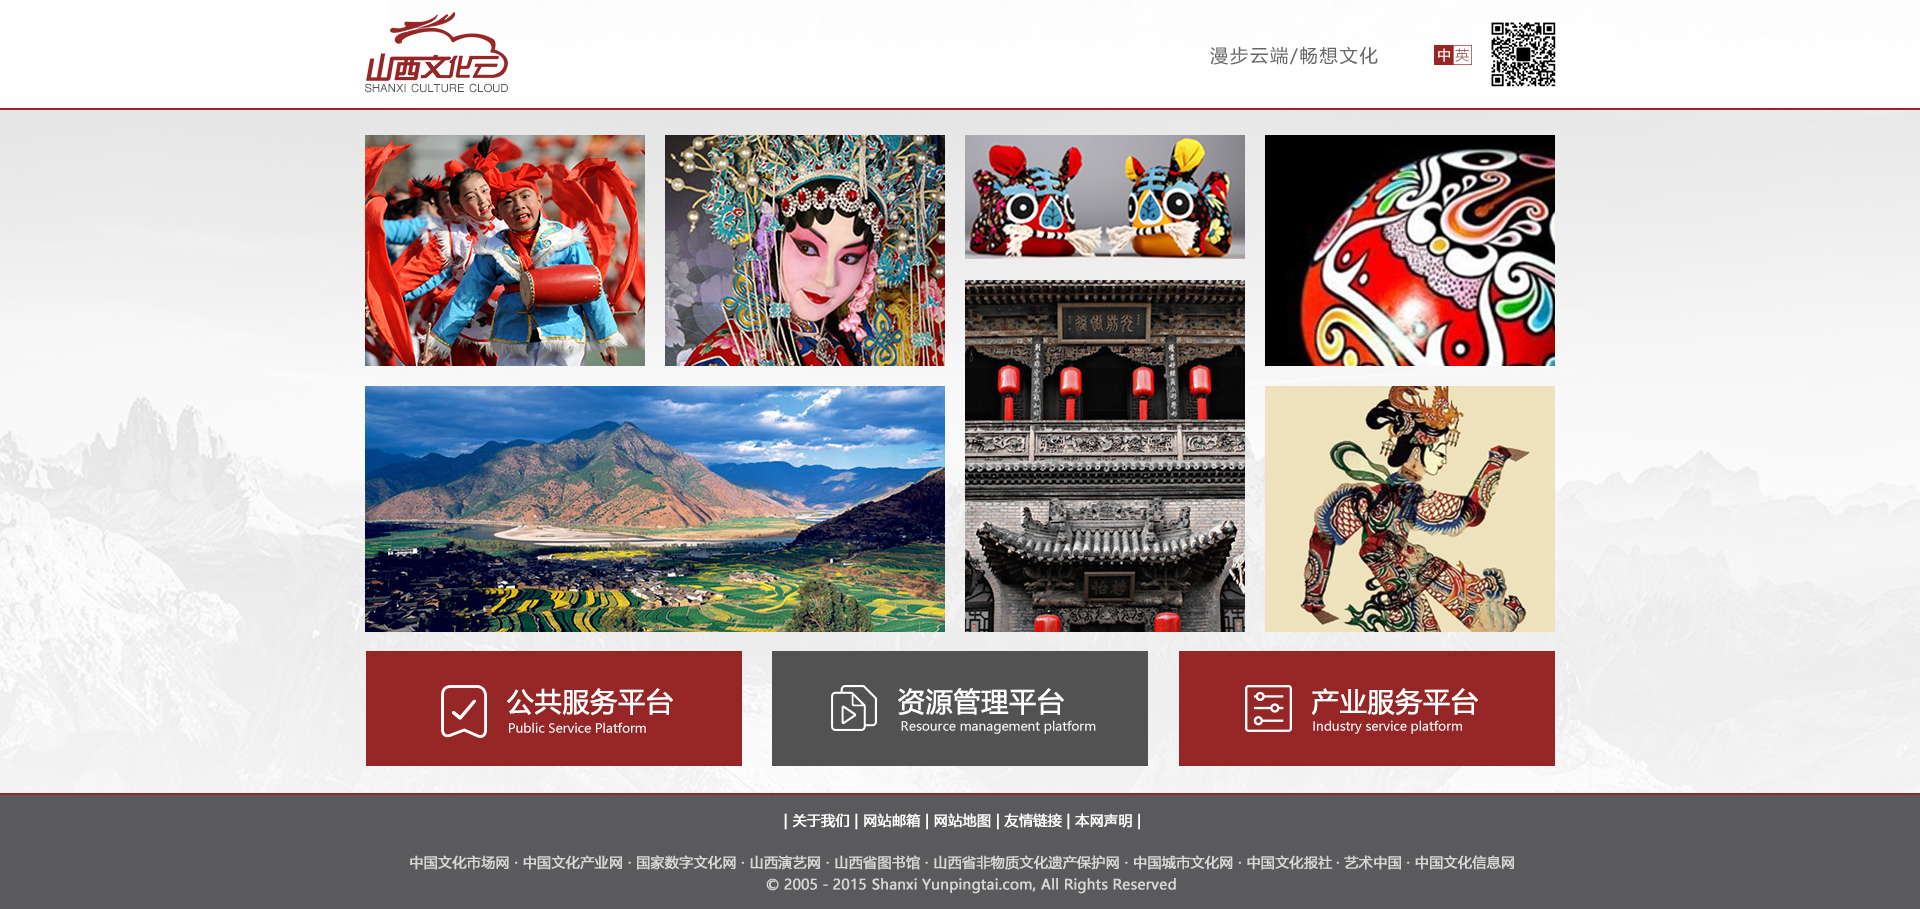 山西文化云
SHANXI CULTURE CLOUD
漫步云端/畅想文化
中英
公共服务平台
Public Service Platform
资源管理平台
Resource management platform
产业服务平台
Industry service platform
| 关于我们 | 网站邮箱 | 网站地图 | 友情链接 | 本网声明 |
中国文化市场网 · 中国文化产业网 · 国家数字文化网 · 山西演艺网 · 山西省图书馆 · 山西省非物质文化遗产保护网 · 中国城市文化网 · 中国文化报社 · 艺术中国 · 中国文化信息网
© 2005 - 2015 Shanxi Yunpingtai.com, All Rights Reserved